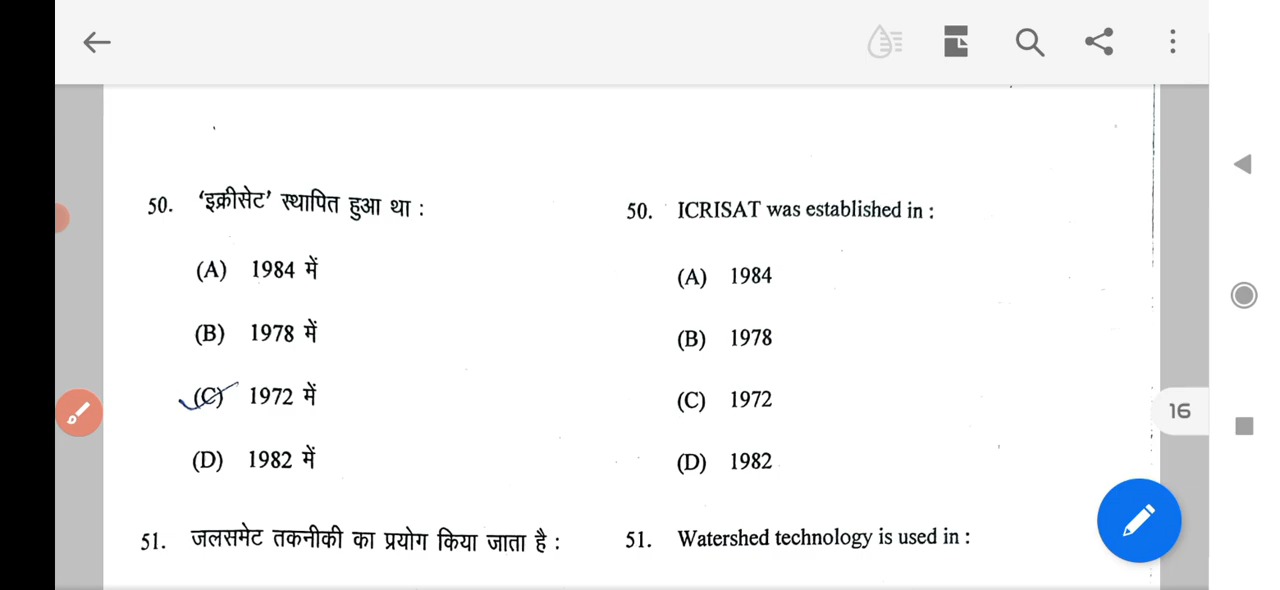 50. 'इक्रीसेट' स्थापित हुआ था :
(A) 1984 में
(B) 1978 में
(C) 1972 में
(D) 1982 में
51. जलसमेट तकनीकी का प्रयोग किया जाता है :
50. ICRISAT was established in :
(A) 1984
(B) 1978
(C) 1972
(D) 1982
51. Watershed technology is used in :
16